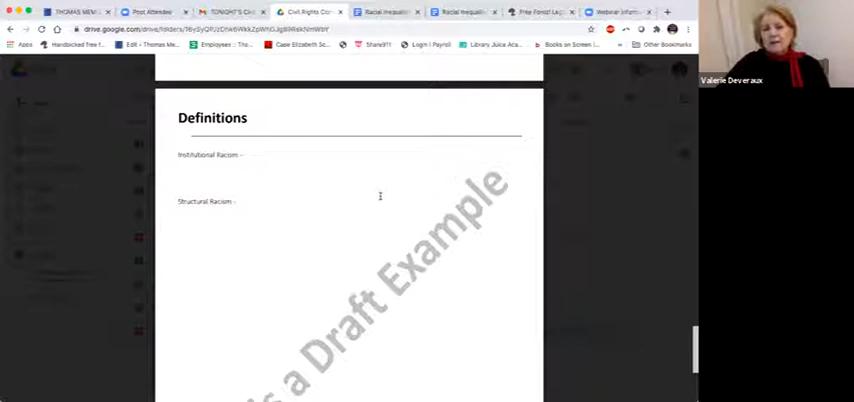 THOMAS MEM
Post Attendee
TONIGHT'S Civi
Civil Rights Con
Racial Inequalit
Racial Inequalit
Free Fonts! Leg
Webinar Inform
Apps
Handpicked free f...
Edit ‹ Thomas Me...
Employees :: Tho...
Cape Elizabeth Sc...
Share911
Login | Payroll
Library Juice Aca...
Books on Screen |...
Other Bookmarks
Valerie Deveraux
Definitions
Institutional Racism -
Structural Racism -
s a Draft Example